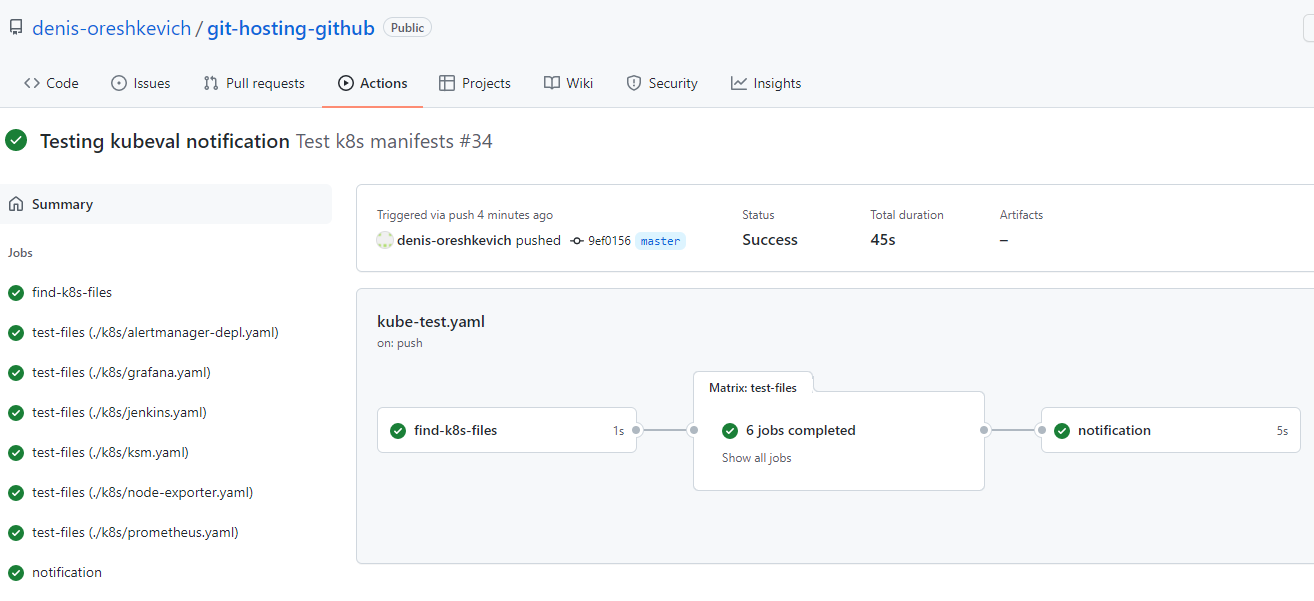 denis-oreshkevich / git-hosting-github Public
Code Issues Pull requests Actions Projects Wiki Security Insights
Testing kubeval notification Test k8s manifests #34
Summary
Jobs
find-k8s-files
test-files (./k8s/alertmanager-depl.yaml)
test-files (./k8s/grafana.yaml)
test-files (./k8s/jenkins.yaml)
test-files (./k8s/ksm.yaml)
test-files (./k8s/node-exporter.yaml)
test-files (./k8s/prometheus.yaml)
notification
Triggered via push 4 minutes ago
denis-oreshkevich pushed 9ef0156 master
Status
Success
Total duration
45s
Artifacts
–
kube-test.yaml
on: push
find-k8s-files 1s
Matrix: test-files
6 jobs completed
Show all jobs
notification 5s